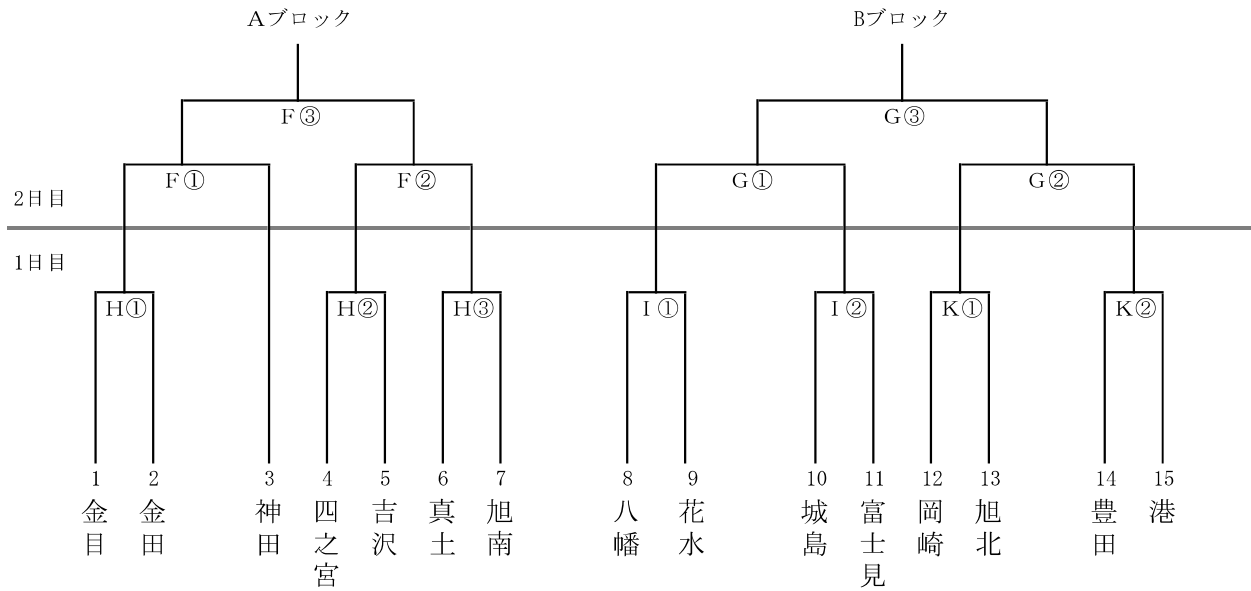 Aブロック
Bブロック
F③
G③
F①
F②
G①
G②
2日目
1日目
H①
H②
H③
I①
I②
K①
K②
1
2
3
4
5
6
7
8
9
10
11
12
13
14
15
金目
金田
神田
四之宮
吉沢
真土
旭南
八幡
花水
城島
富士見
岡崎
旭北
豊田
港